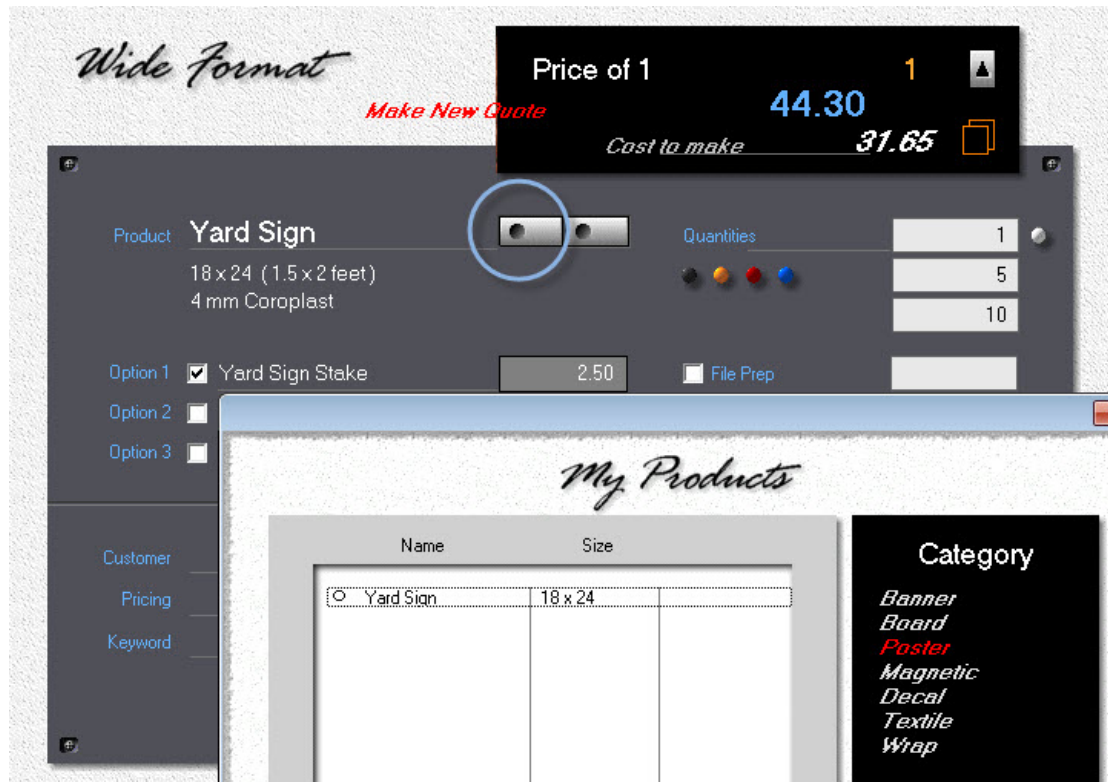 Wide Format
Price of 1 1
Make New Quote
44.30
Cost to make 31.65
Product Yard Sign
Quantities 1
18 x 24 ( 1.5 x 2 feet )
5
4 mm Coroplast
10
Option 1 Yard Sign Stake 2.50
File Prep
Option 2
Option 3
My Products
Name Size
Category
Customer
Pricing
Keyword
Yard Sign 18 x 24
Banner
Board
Poster
Magnetic
Decal
Textile
Wrap